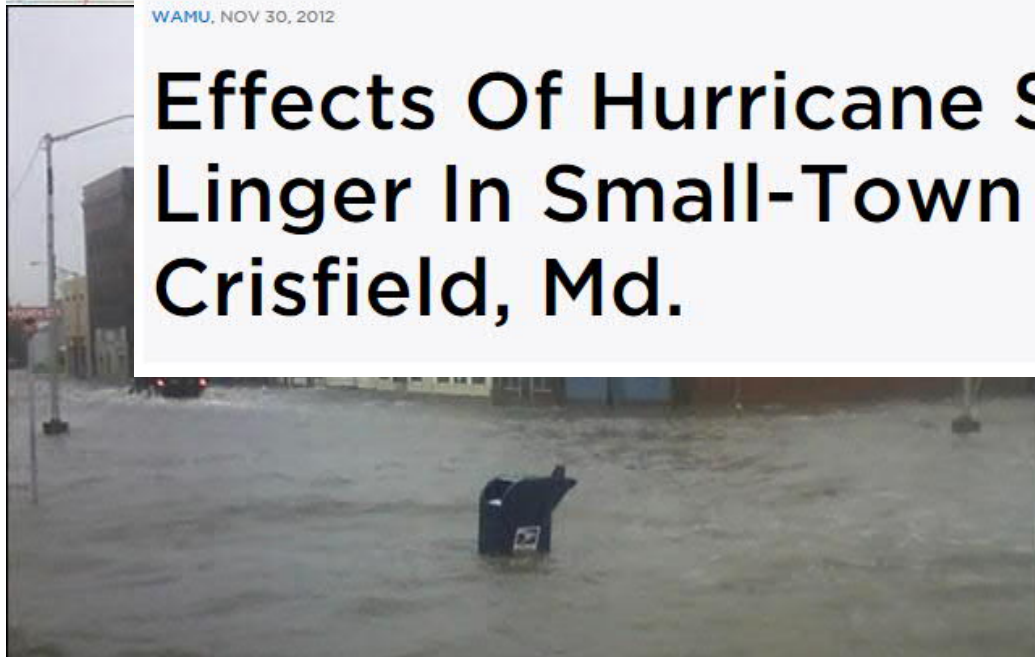 WAMU, NOV 30, 2012
Effects Of Hurricane S
Linger In Small-Town
Crisfield, Md.